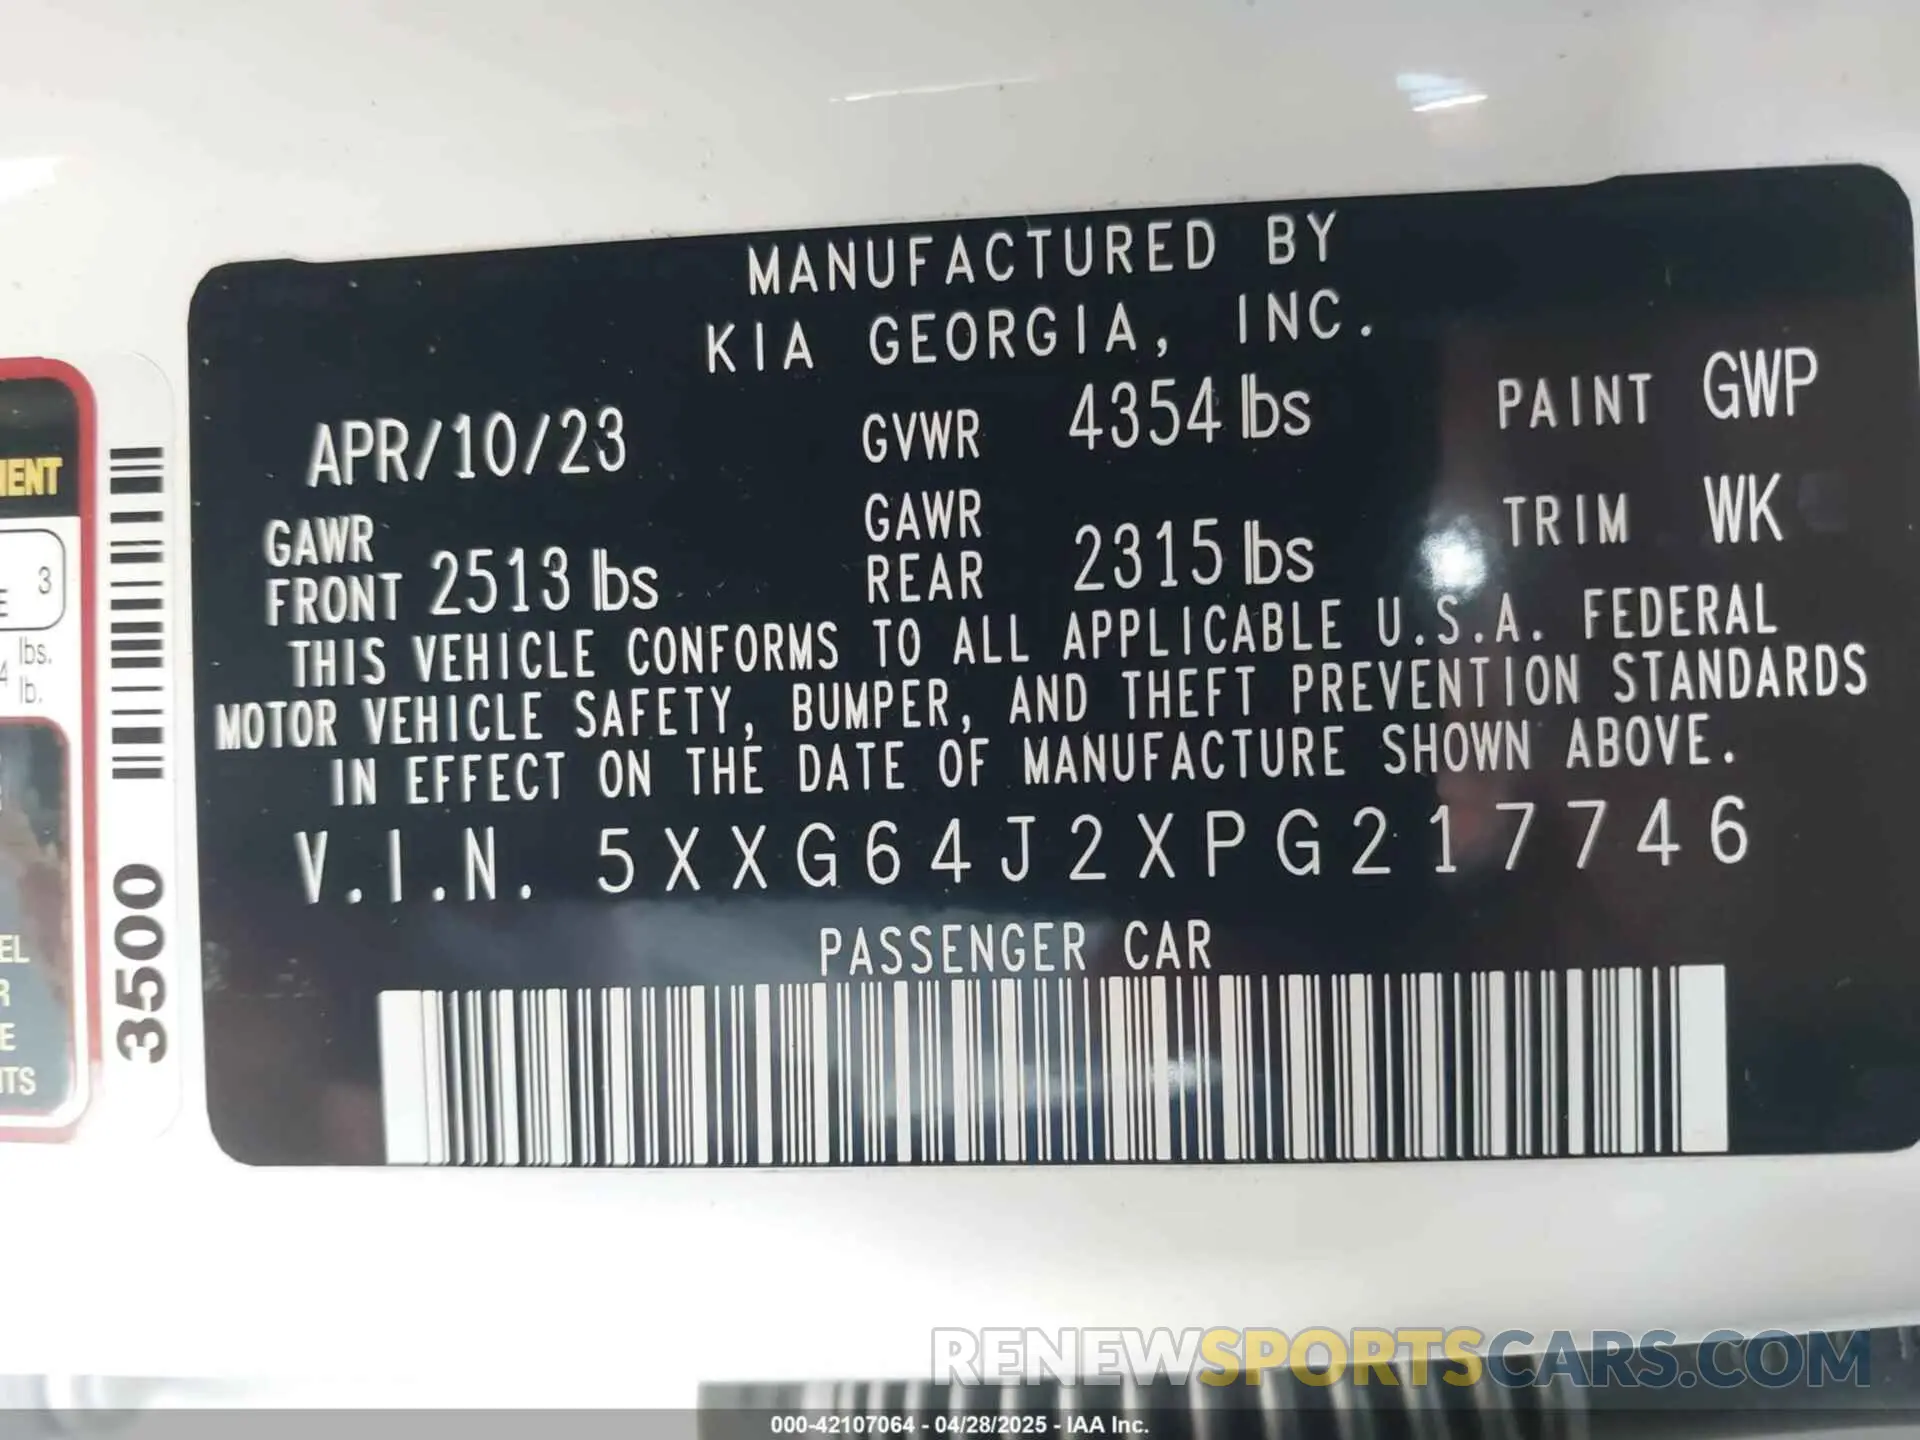 MANUFACTURED BY
KIA GEORGIA, INC.
APR/10/23 GVWR 4354 lbs PAINT GWP
GAWR FRONT 2513 lbs GAWR REAR 2315 lbs TRIM WK
THIS VEHICLE CONFORMS TO ALL APPLICABLE U.S.A. FEDERAL
MOTOR VEHICLE SAFETY, BUMPER, AND THEFT PREVENTION STANDARDS
IN EFFECT ON THE DATE OF MANUFACTURE SHOWN ABOVE.
V.I.N. 5XXG64J2XPG217746
PASSENGER CAR
3500
3
lbs.
lb.
RENEWSPORTSCARS.COM
000-42107064 - 04/28/2025 - IAA Inc.